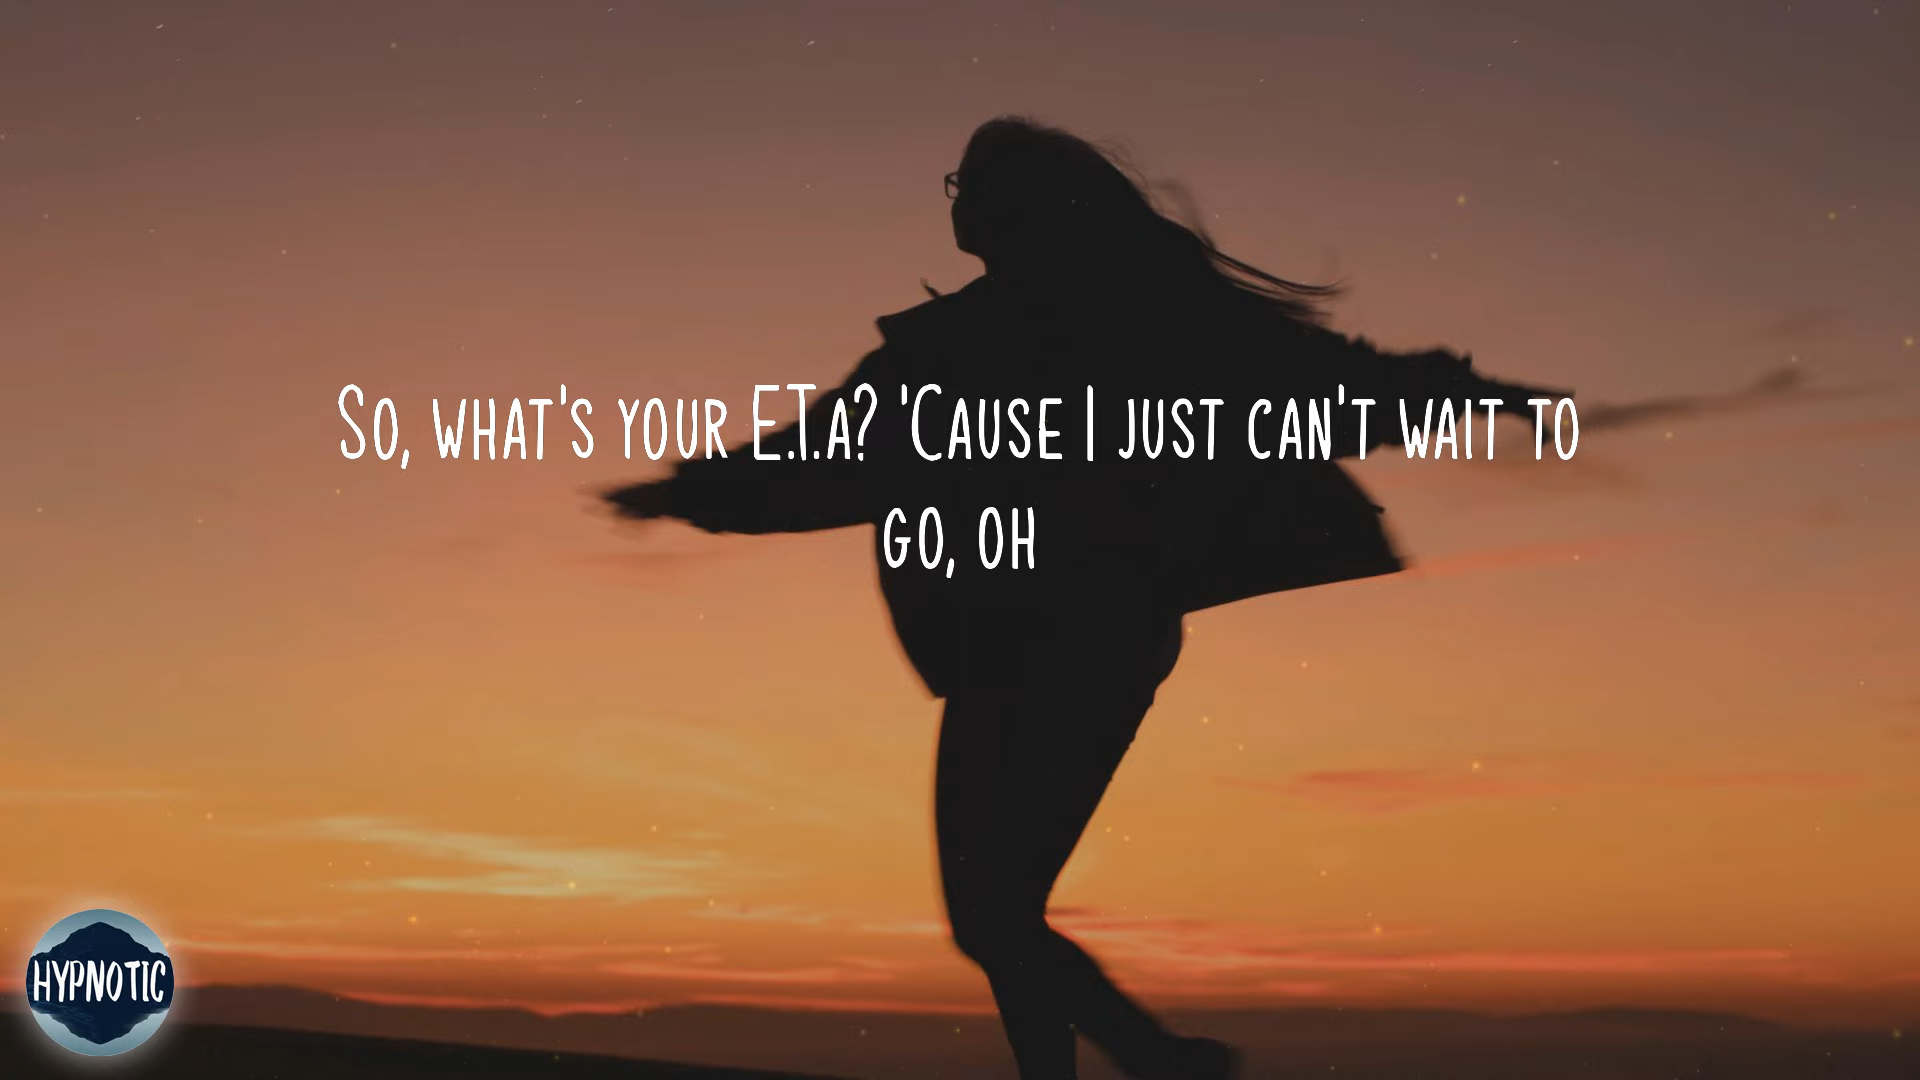 So, what's your E.T.a? 'Cause I just can't wait to
go, oh
HYPNOTIC